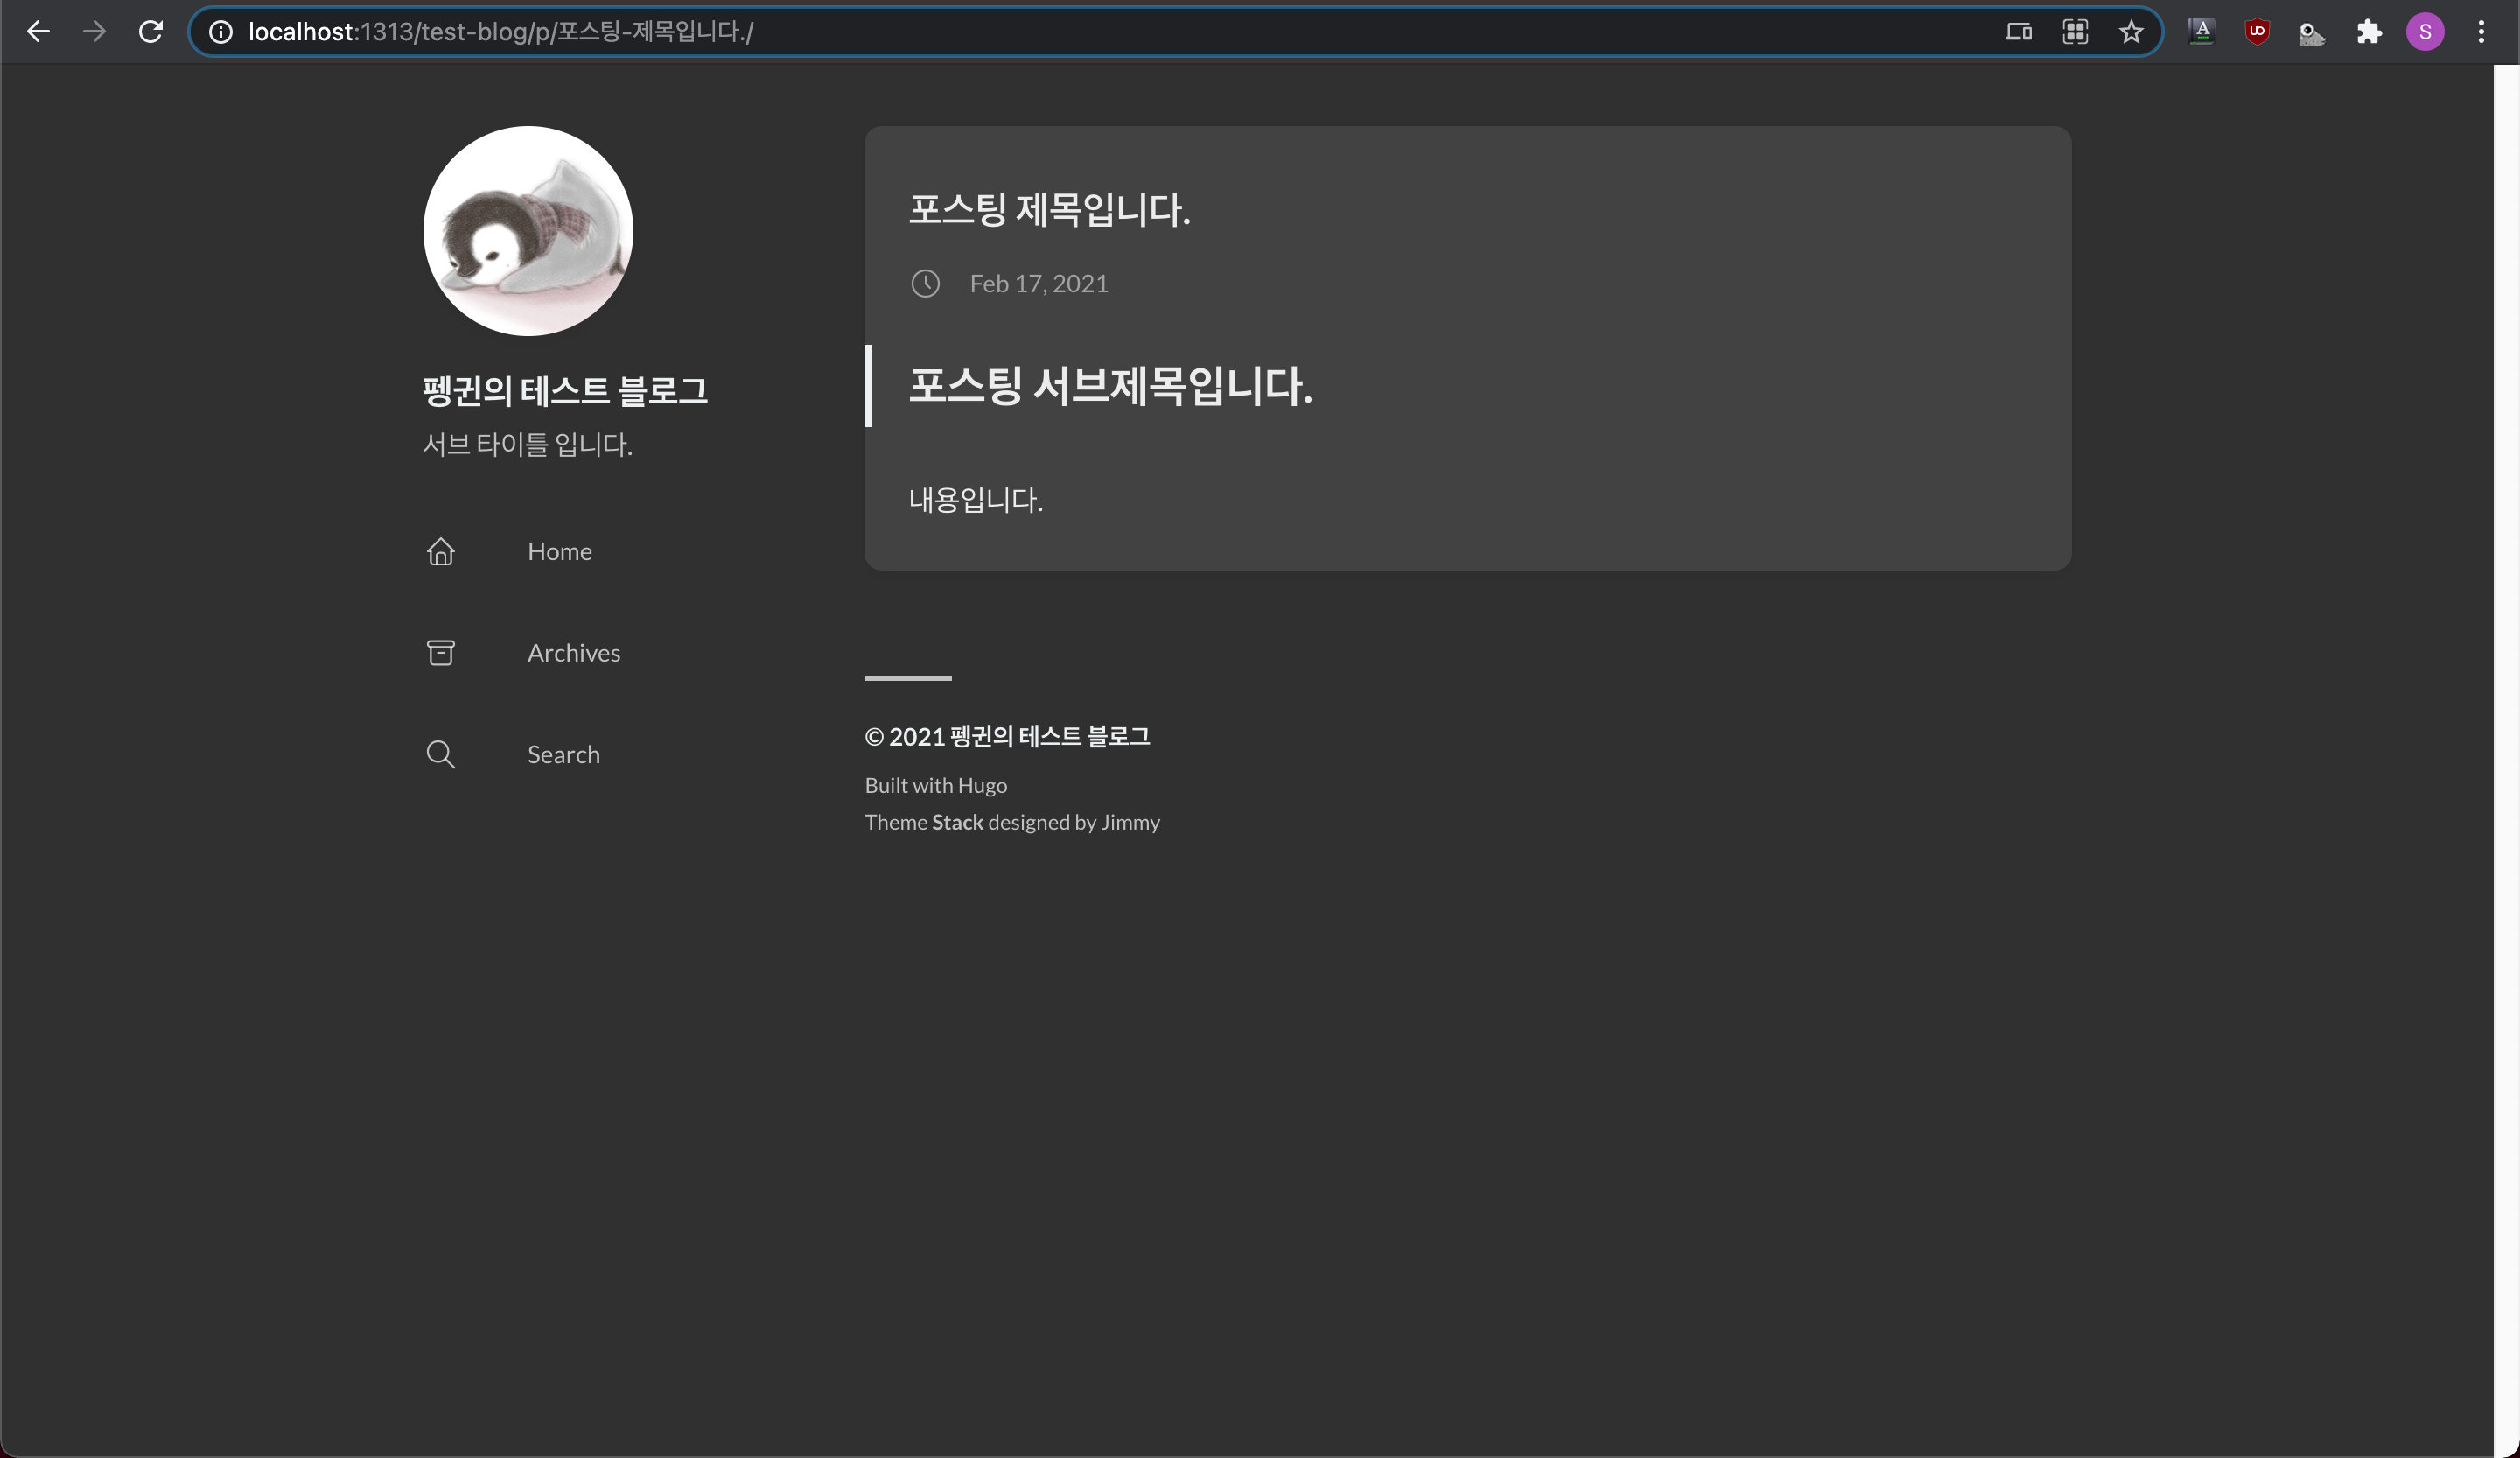 localhost:1313/test-blog/p/포스팅-제목입니다./
A
uo
S
펭귄의 테스트 블로그
서브 타이틀 입니다.
Home
Archives
Search
포스팅 제목입니다.
Feb 17, 2021
포스팅 서브제목입니다.
내용입니다.
© 2021 펭귄의 테스트 블로그
Built with Hugo
Theme Stack designed by Jimmy